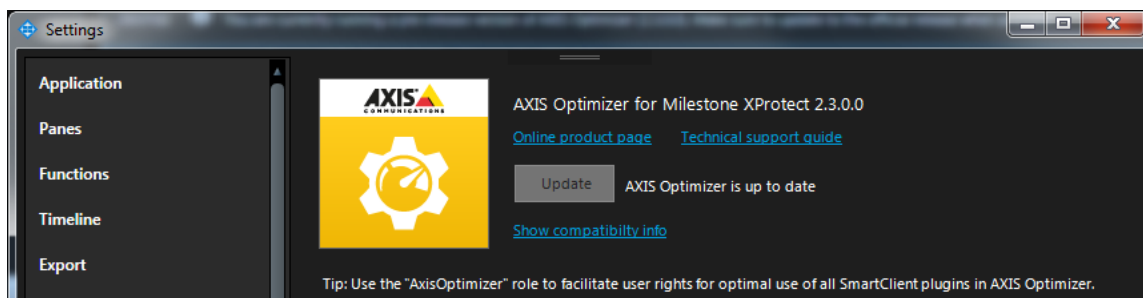 Settings
Application
Panes
Functions
Timeline
Export
AXIS
COMMUNICATIONS
AXIS Optimizer for Milestone XProtect 2.3.0.0
Online product page Technical support guide
Update AXIS Optimizer is up to date
Show compatibilty info
Tip: Use the "AxisOptimizer" role to facilitate user rights for optimal use of all SmartClient plugins in AXIS Optimizer.